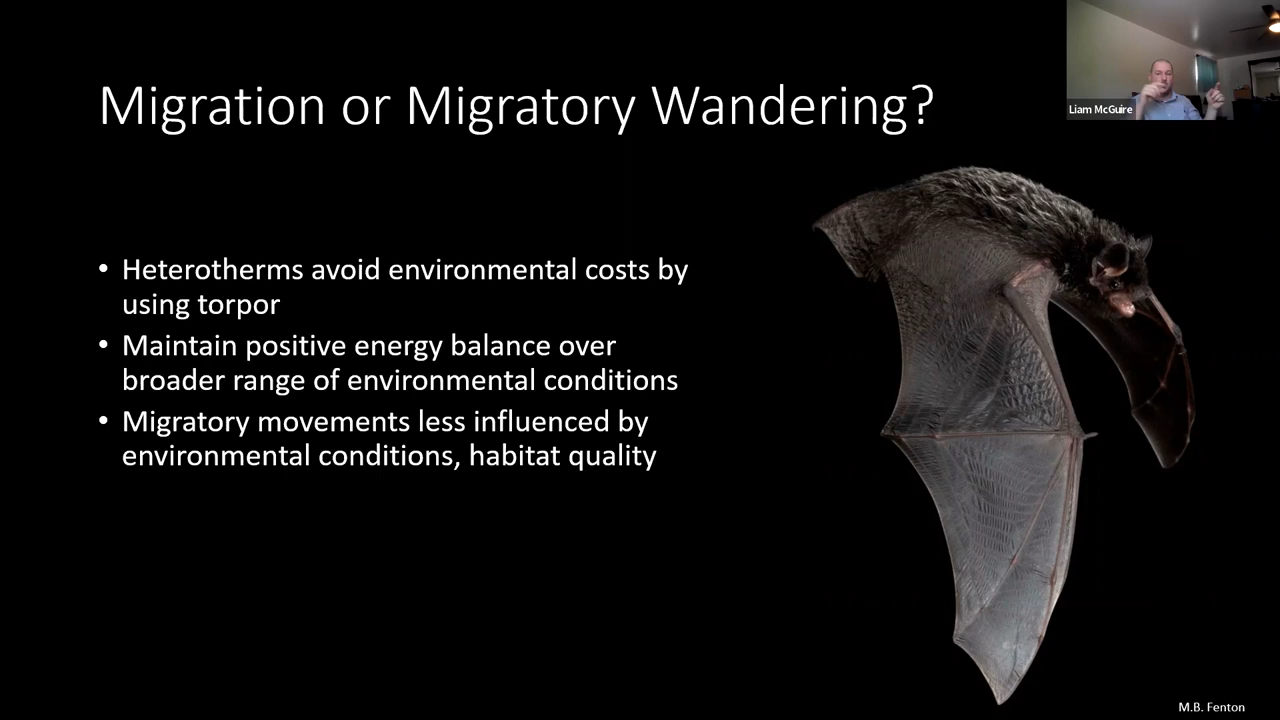 Migration or Migratory Wandering?
Liam McGuire
• Heterotherms avoid environmental costs by
using torpor
• Maintain positive energy balance over
broader range of environmental conditions
• Migratory movements less influenced by
environmental conditions, habitat quality
M.B. Fenton